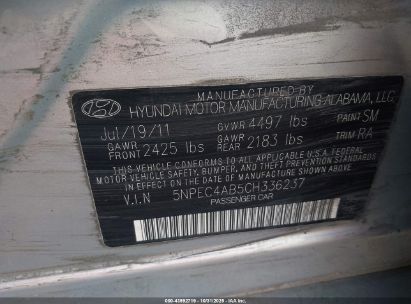 MANUFACTURED BY
HYUNDAI MOTOR MANUFACTURING-ALABAMA, LLC.
Jul/19/11 GVWR 4497 lbs PAINT SM
GAWR FRONT 2425 lbs GAWR REAR 2183 lbs TRIM RA
THIS VEHICLE CONFORMS TO ALL APPLICABLE U.S.A. FEDERAL
MOTOR VEHICLE SAFETY, BUMPER, AND THEFT PREVENTION
STANDARDS IN EFFECT ON THE DATE OF MANUFACTURE SHOWN ABOVE.
V.I.N 5NPEC4AB5CH336237
PASSENGER CAR